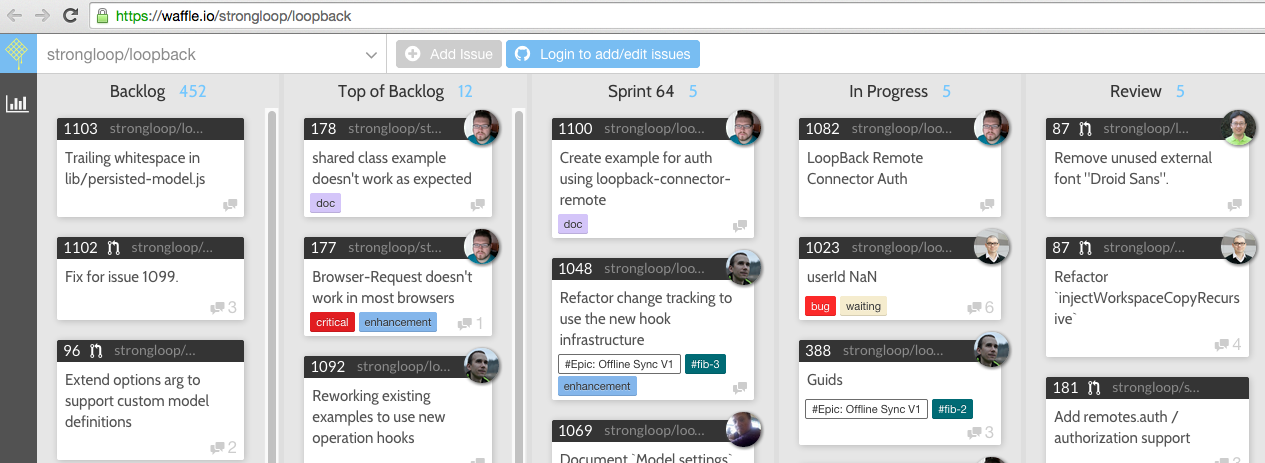 https://waffle.io/strongloop/loopback
strongloop/loopback
Add Issue
Login to add/edit issues
Backlog 452
1103 strongloop/lo...
Trailing whitespace in
lib/persisted-model.js
1102 strongloop/...
Fix for issue 1099.
3
96 strongloop/...
Extend options arg to
support custom model
definitions
2
Top of Backlog 12
178 strongloop/st...
shared class example
doesn't work as expected
doc
177 strongloop/st...
Browser-Request doesn't
work in most browsers
critical enhancement 1
1092 strongloop/loo...
Reworking existing
examples to use new
operation hooks
Sprint 64 5
1100 strongloop/loo...
Create example for auth
using loopback-connector-
remote
doc
1048 strongloop/loo...
Refactor change tracking to
use the new hook
infrastructure
#Epic: Offline Sync V1 #fib-3
enhancement
1069 strongloop/loo...
Document `Model settings`
In Progress 5
1082 strongloop/loo...
LoopBack Remote
Connector Auth
1023 strongloop/loo...
userId NaN
bug waiting 6
388 strongloop/loo...
Guids
#Epic: Offline Sync V1 #fib-2
3
Review 5
87 strongloop/l...
Remove unused external
font "Droid Sans".
87 strongloop/...
Refactor
`injectWorkspaceCopyRecurs
ive`
4
181 strongloop/s...
Add remotes.auth /
authorization support